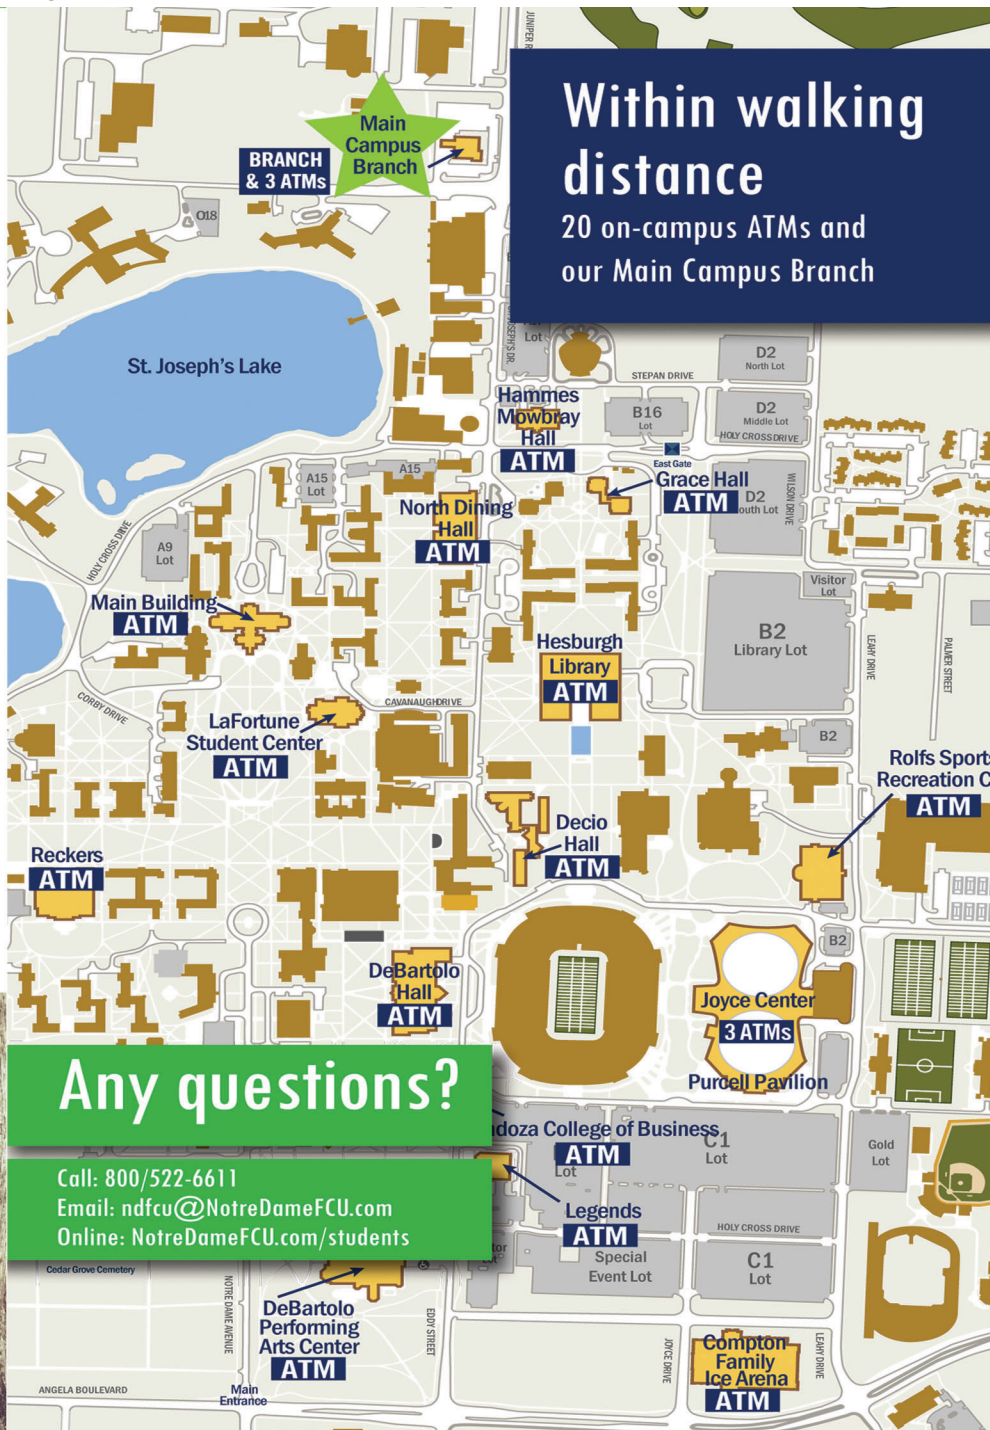 JUNIPER R
Within walking
distance
20 on-campus ATMs and
our Main Campus Branch
Main
Campus
Branch
BRANCH
& 3 ATMs
O18
Lot
St. Joseph's Lake
JOSEPH'S DR.
D2
North Lot
STEPAN DRIVE
Hammes
Mowbray
Hall
ATM
B16
Lot
D2
Middle Lot
HOLY CROSS DRIVE
East Gate
Grace Hall
ATM
D2
outh Lot
WILSON DRIVE
A15
Lot
A15
North Dining
Hall
ATM
HOLY CROSS DRIVE
A9
Lot
Visitor
Lot
Main Building
ATM
B2
Library Lot
LEAHY DRIVE
PALMER STREET
Hesburgh
Library
ATM
CORBY DRIVE
CAVANAUGH DRIVE
LaFortune
Student Center
ATM
B2
Rolfs Sports
Recreation C
ATM
Decio
Hall
ATM
Reckers
ATM
B2
DeBartolo
Hall
ATM
Joyce Center
3 ATMs
Purcell Pavilion
Any questions?
Call: 800/522-6611
Email: ndfcu@NotreDameFCU.com
Online: NotreDameFCU.com/students
doza College of Business
ATM
Lot
C1
Lot
Gold
Lot
Legends
ATM
HOLY CROSS DRIVE
tor
Lot
Special
Event Lot
C1
Lot
Cedar Grove Cemetery
NOTRE DAME AVENUE
DeBartolo
Performing
Arts Center
ATM
EDDY STREET
JOYCE DRIVE
Compton
Family
Ice Arena
ATM
LEAHY DRIVE
ANGELA BOULEVARD
Main
Entrance